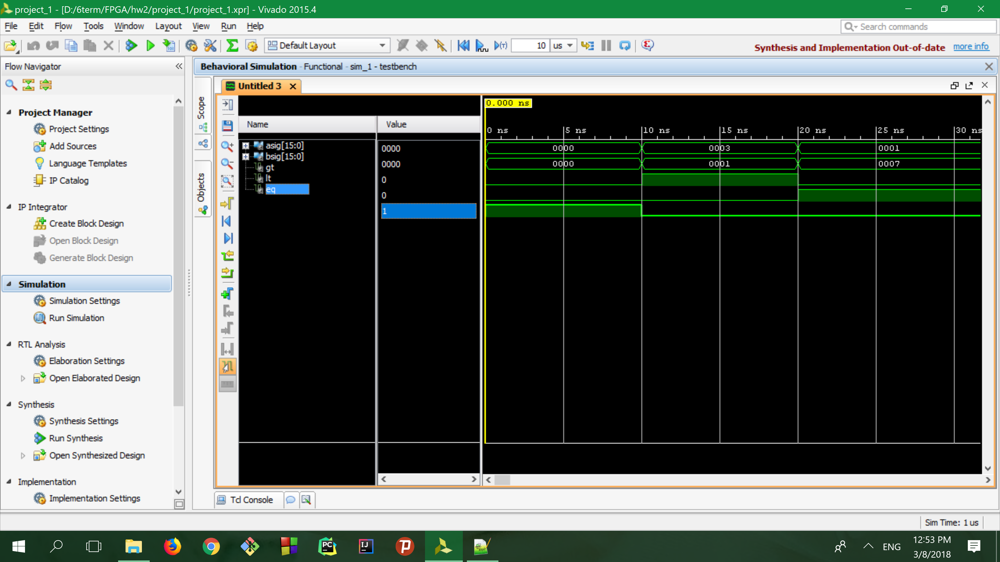 project_1 - [D:/6term/FPGA/hw2/project_1/project_1.xpr] - Vivado 2015.4
File Edit Flow Tools Window Layout View Run Help
Search commands
Default Layout
10 us
Synthesis and Implementation Out-of-date more info
Flow Navigator
Behavioral Simulation - Functional - sim_1 - testbench
Untitled 3
Scope
Objects
Project Manager
Project Settings
Add Sources
Language Templates
IP Catalog
IP Integrator
Create Block Design
Open Block Design
Generate Block Design
Simulation
Simulation Settings
Run Simulation
RTL Analysis
Elaboration Settings
Open Elaborated Design
Synthesis
Synthesis Settings
Run Synthesis
Open Synthesized Design
Implementation
Implementation Settings
Name Value
asig[15:0]
bsig[15:0]
gt
lt
eq
0000
0000
0
0
1
0.000 ns
0 ns 5 ns 10 ns 15 ns 20 ns 25 ns 30 ns
0000 0003 0001
0000 0001 0007
Tcl Console
Sim Time: 1 us
PC
IJ
ENG
12:53 PM
3/8/2018